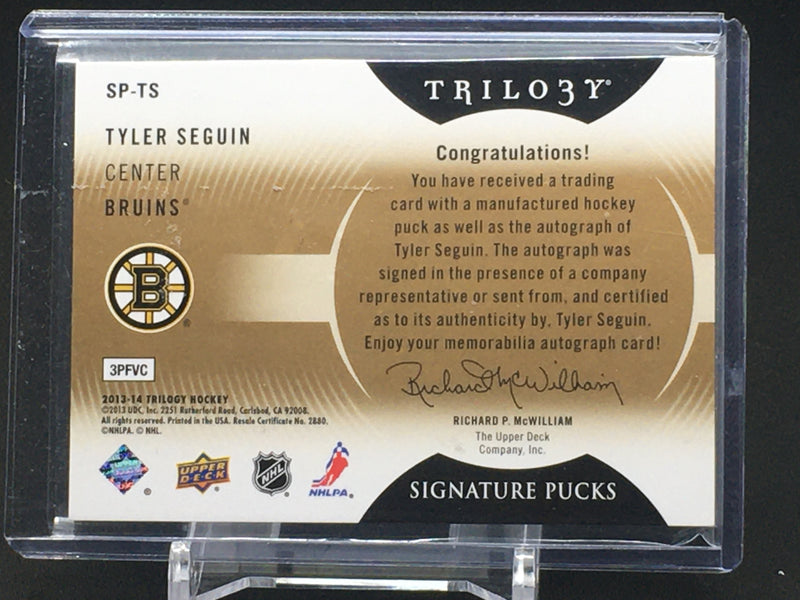 SP-TS
TYLER SEGUIN
CENTER
BRUINS®
B
3PFVC
2013-14 TRILOGY HOCKEY
©2013 UDC, Inc. 2251 Rutherford Road, Carlsbad, CA 92008.
All rights reserved. Printed in the USA. Resale Certificate No. 2880.
©NHLPA. © NHL.
UPPER
DECK
NHL
NHLPA®
TRILO3Y®
Congratulations!
You have received a trading
card with a manufactured hockey
puck as well as the autograph of
Tyler Seguin. The autograph was
signed in the presence of a company
representative or sent from, and certified
as to its authenticity by, Tyler Seguin.
Enjoy your memorabilia autograph card!
Richard McWilliam
RICHARD P. McWILLIAM
The Upper Deck
Company, Inc.
SIGNATURE PUCKS